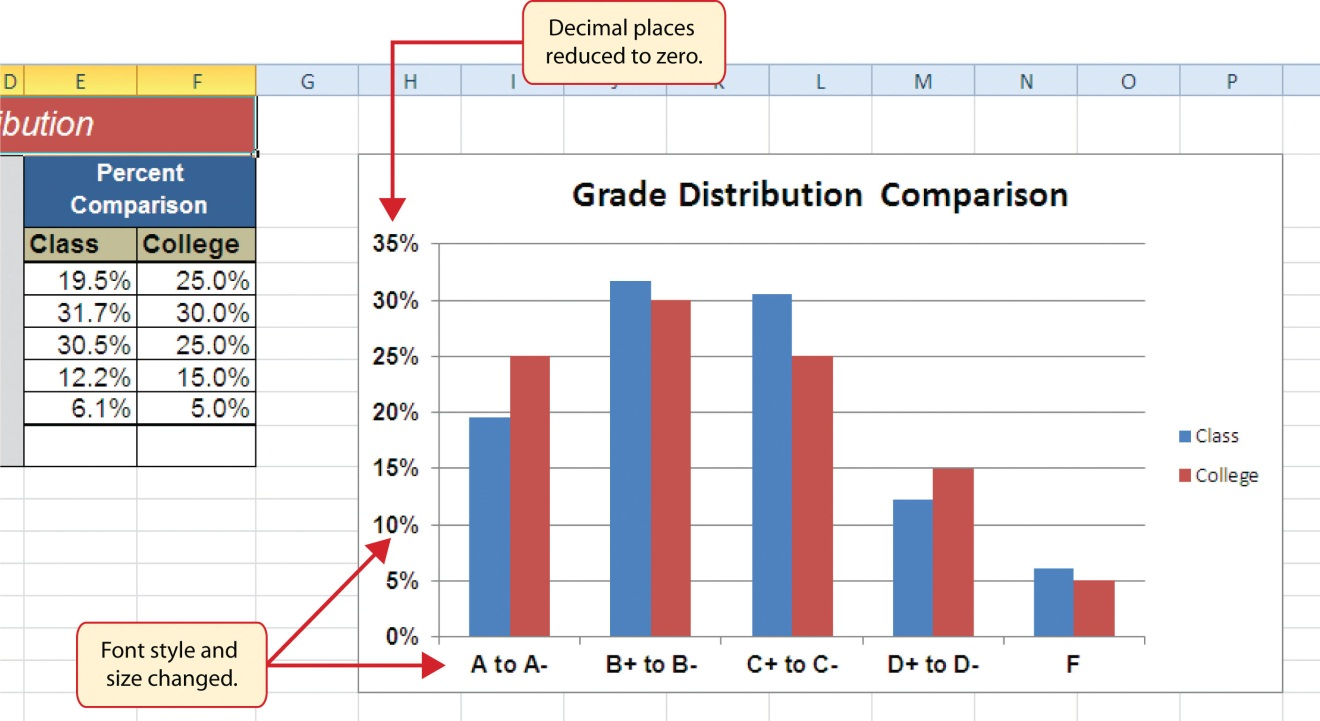 Decimal places
reduced to zero.
D E F G H I J K L M N O P
ibution
Percent
Comparison
Class College
19.5% 25.0%
31.7% 30.0%
30.5% 25.0%
12.2% 15.0%
6.1% 5.0%
Grade Distribution Comparison
35%
30%
25%
20%
15%
10%
5%
0%
A to A- B+ to B- C+ to C- D+ to D- F
Class
College
Font style and
size changed.